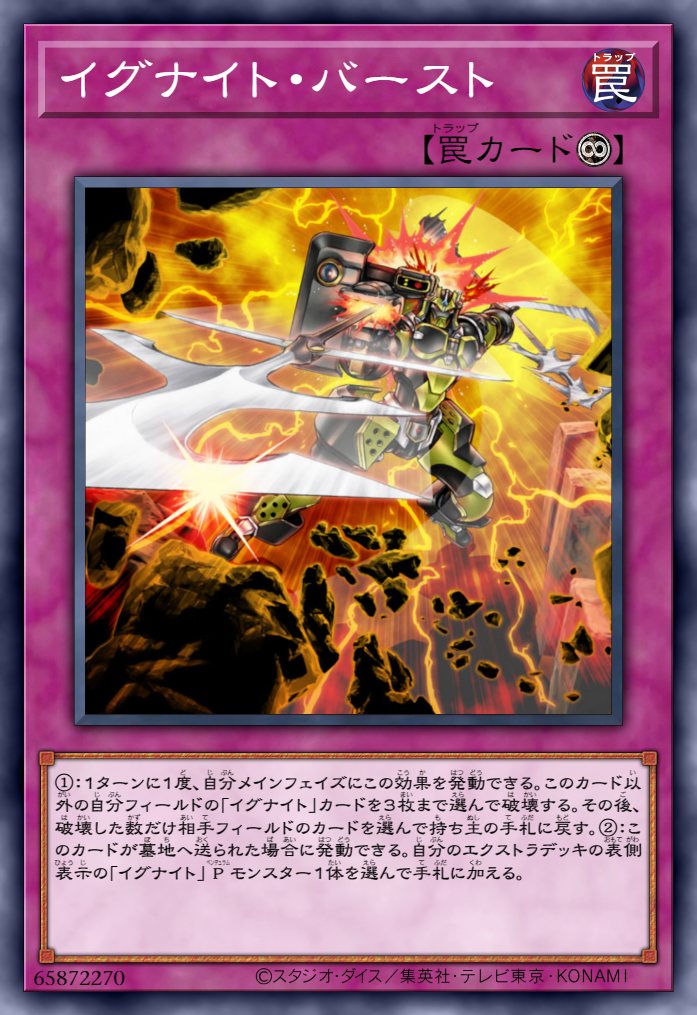 イグナイト・バースト
トラップ
罠
トラップ
【罠カード】
①:1ターンに1度、自分メインフェイズにこの効果を発動できる。このカード以
外の自分フィールドの「イグナイト」カードを3枚まで選んで破壊する。その後、
破壊した数だけ相手フィールドのカードを選んで持ち主の手札に戻す。②:こ
のカードが墓地へ送られた場合に発動できる。自分のエクストラデッキの表側
表示の「イグナイト」Pモンスター1体を選んで手札に加える。
65872270 ©スタジオ・ダイス/集英社・テレビ東京・KONAMI